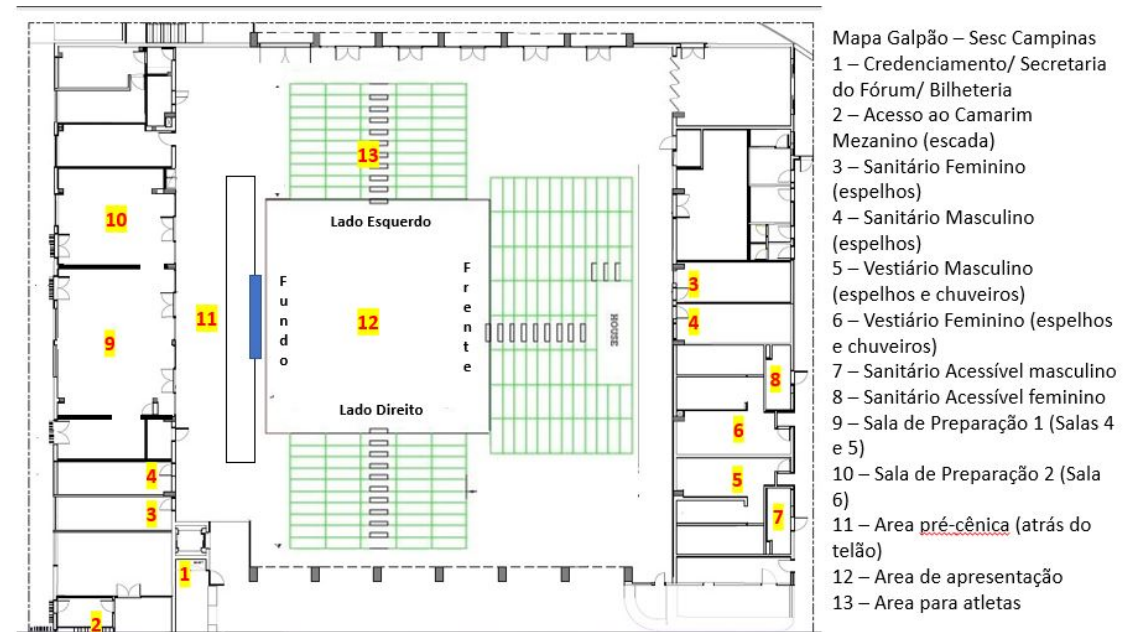 Mapa Galpão – Sesc Campinas
1 – Credenciamento/ Secretaria
do Fórum/ Bilheteria
2 – Acesso ao Camarim
Mezanino (escada)
3 – Sanitário Feminino
(espelhos)
4 – Sanitário Masculino
(espelhos)
5 – Vestiário Masculino
(espelhos e chuveiros)
6 – Vestiário Feminino (espelhos
e chuveiros)
7 – Sanitário Acessível masculino
8 – Sanitário Acessível feminino
9 – Sala de Preparação 1 (Salas 4
e 5)
10 – Sala de Preparação 2 (Sala
6)
11 – Area pré-cênica (atrás do
telão)
12 – Area de apresentação
13 – Area para atletas
13
10
Lado Esquerdo
Fundo
Frente
3
11
12
4
HOUSE
9
8
Lado Direito
6
4
5
3
7
1
2